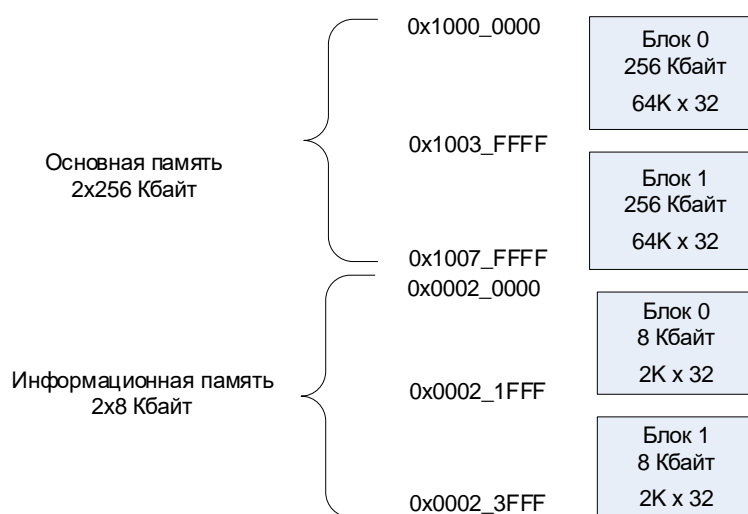 0x1000_0000
Блок 0
256 Кбайт
64K x 32
0x1003_FFFF
Основная память
2x256 Кбайт
Блок 1
256 Кбайт
64K x 32
0x1007_FFFF
0x0002_0000
Блок 0
8 Кбайт
2K x 32
Информационная память
2x8 Кбайт
0x0002_1FFF
Блок 1
8 Кбайт
2K x 32
0x0002_3FFF